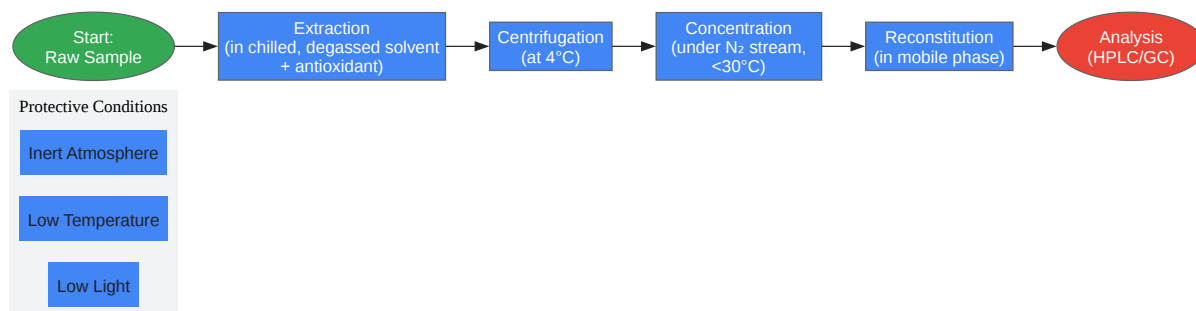 Start:
Raw Sample
Extraction
(in chilled, degassed solvent
+ antioxidant)
Centrifugation
(at 4°C)
Concentration
(under N₂ stream,
<30°C)
Reconstitution
(in mobile phase)
Analysis
(HPLC/GC)
Protective Conditions
Inert Atmosphere
Low Temperature
Low Light